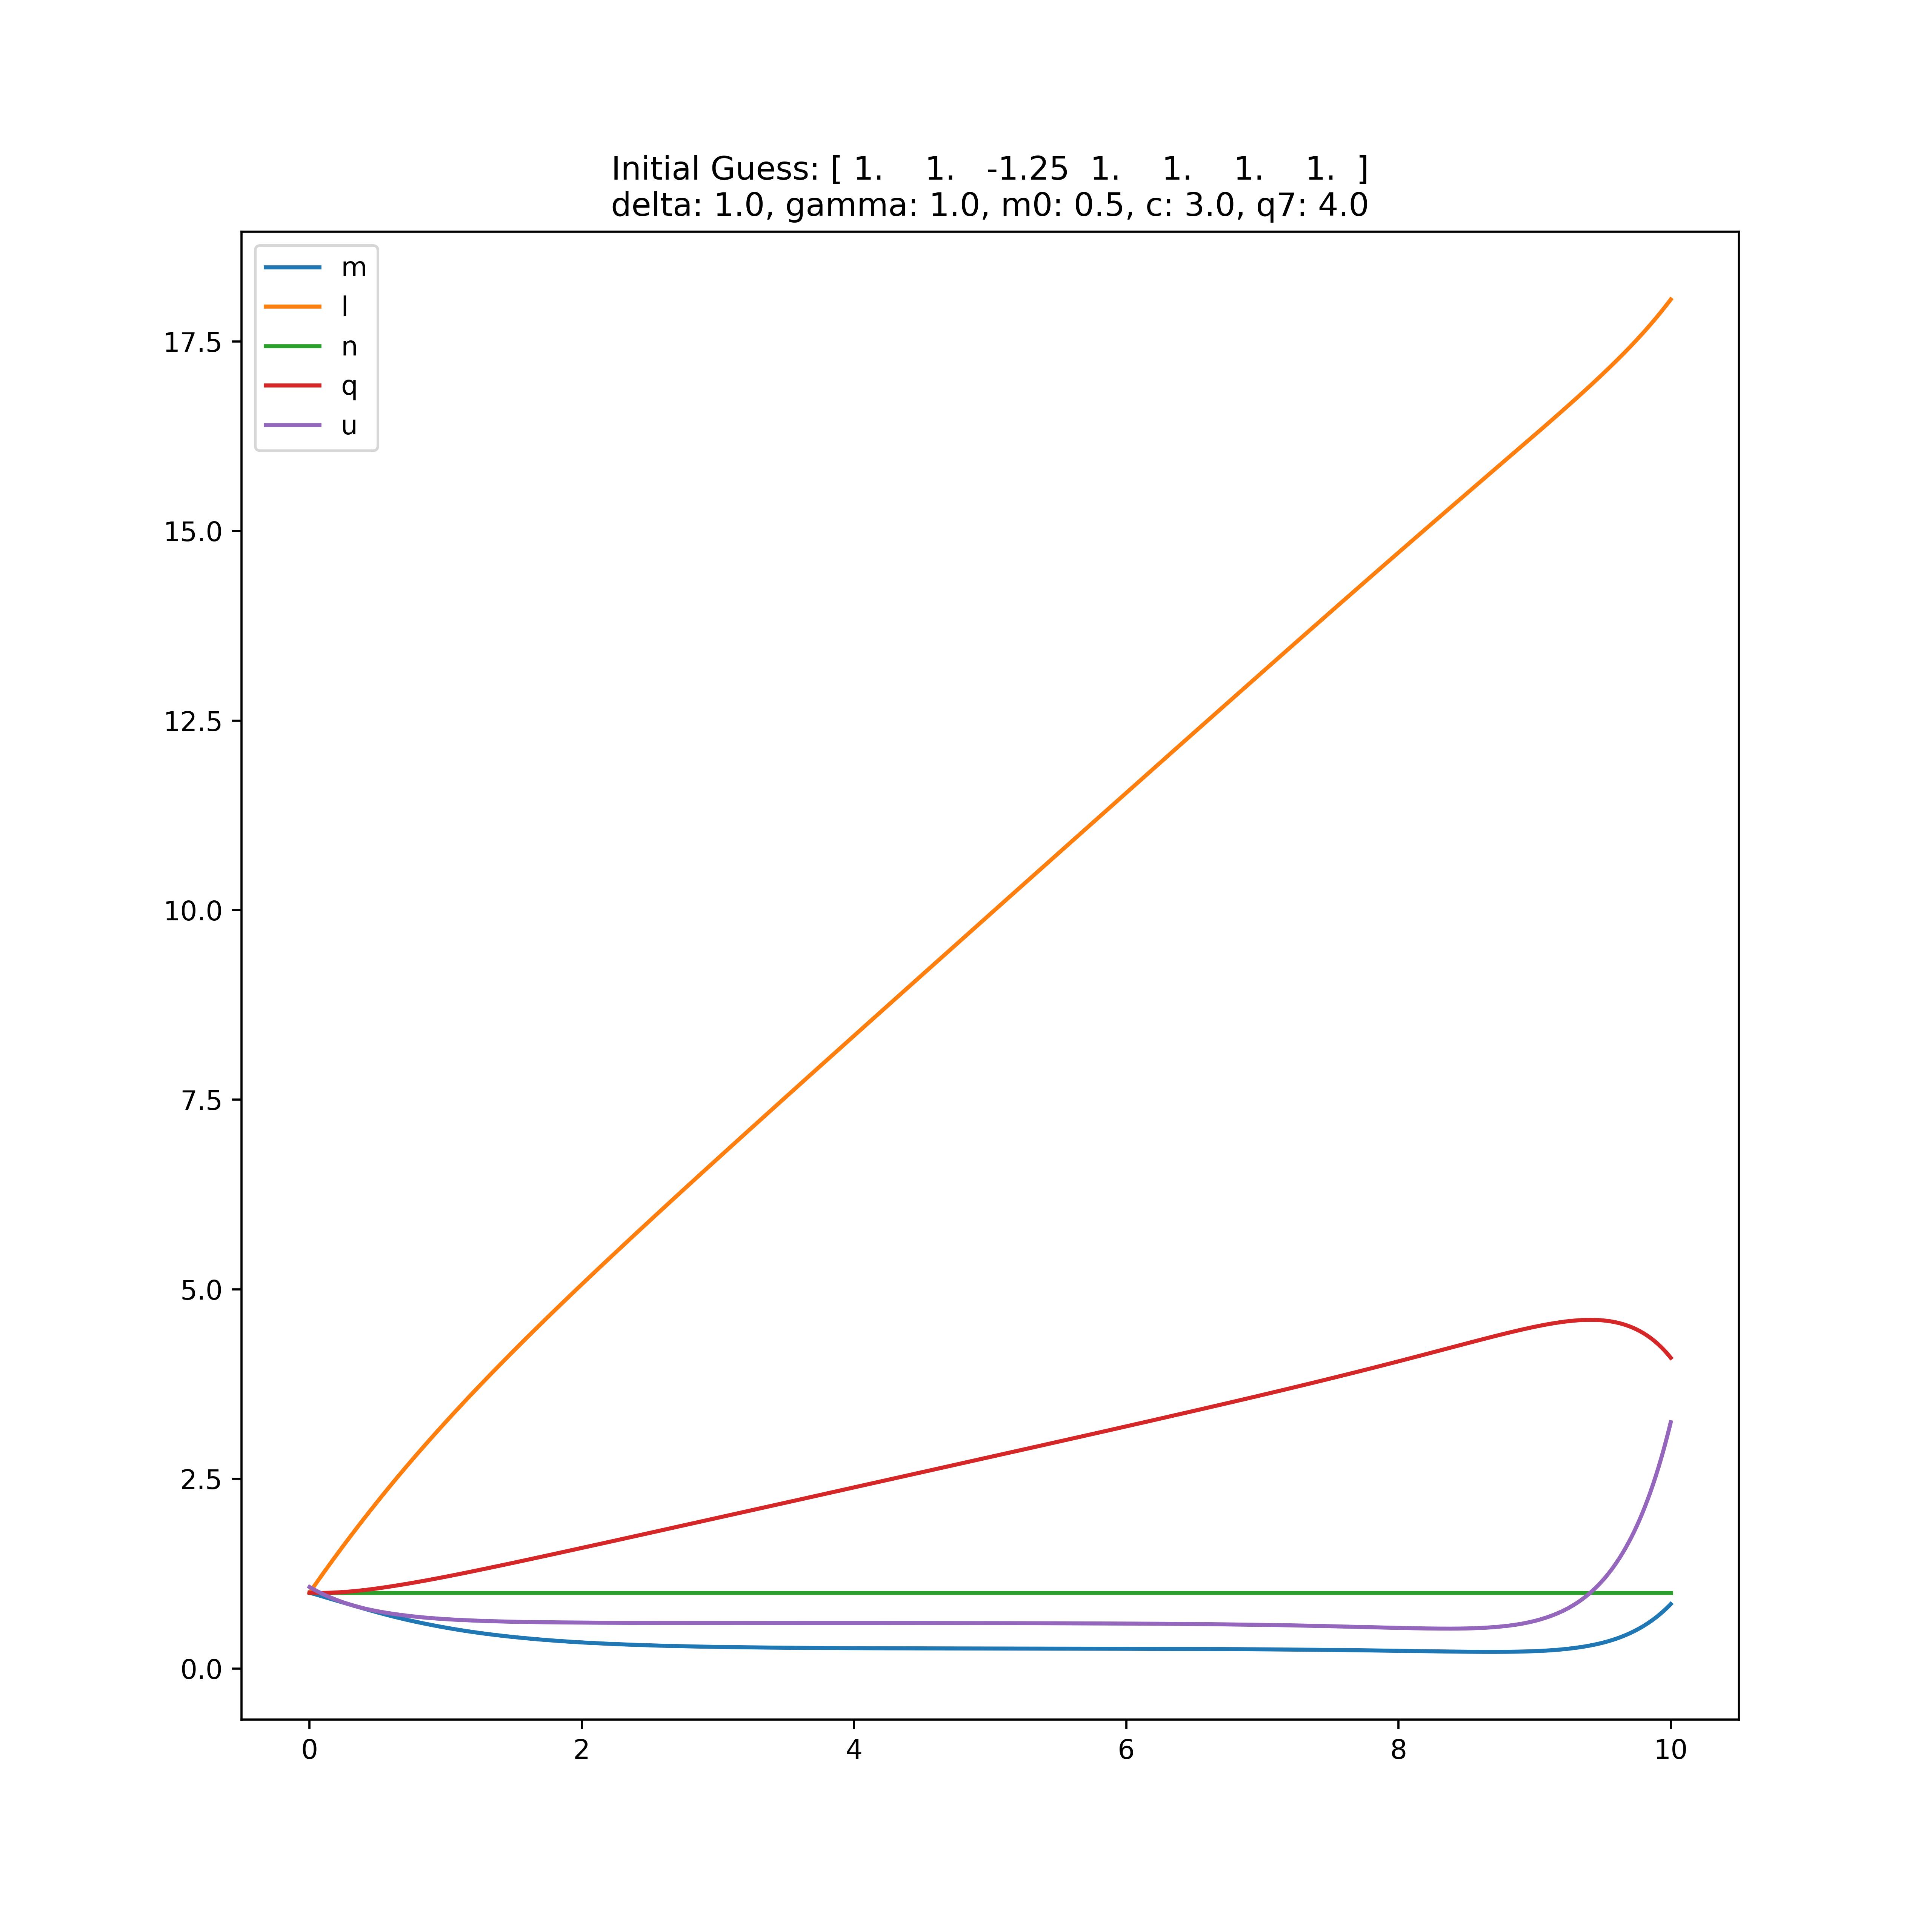 Initial Guess: [ 1. 1. -1.25 1. 1. 1. 1. ]
delta: 1.0, gamma: 1.0, m0: 0.5, c: 3.0, q7: 4.0
m
l
n
q
u
17.5
15.0
12.5
10.0
7.5
5.0
2.5
0.0
0 2 4 6 8 10